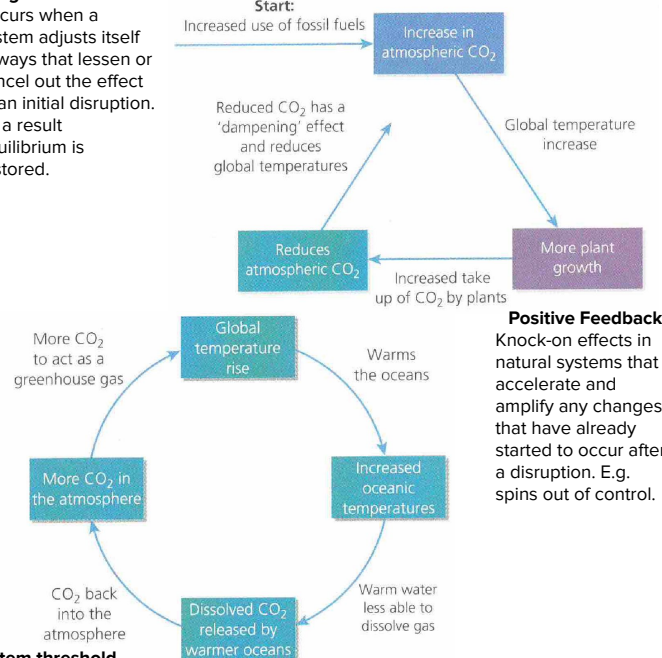 curs when a
stem adjusts itself
ways that lessen or
ncel out the effect
an initial disruption.
a result
uilibrium is
stored.
Start:
Increased use of fossil fuels
Increase in
atmospheric CO₂
Global temperature
increase
More plant
growth
Increased take
up of CO₂ by plants
Reduces
atmospheric CO₂
Reduced CO₂ has a
‘dampening’ effect
and reduces
global temperatures
Positive Feedback
Knock-on effects in
natural systems that
accelerate and
amplify any changes
that have already
started to occur after
a disruption. E.g.
spins out of control.
Global
temperature
rise
Warms
the oceans
Increased
oceanic
temperatures
Warm water
less able to
dissolve gas
Dissolved CO₂
released by
warmer oceans
CO₂ back
into the
atmosphere
More CO₂ in
the atmosphere
More CO₂
to act as a
greenhouse gas
tem threshold